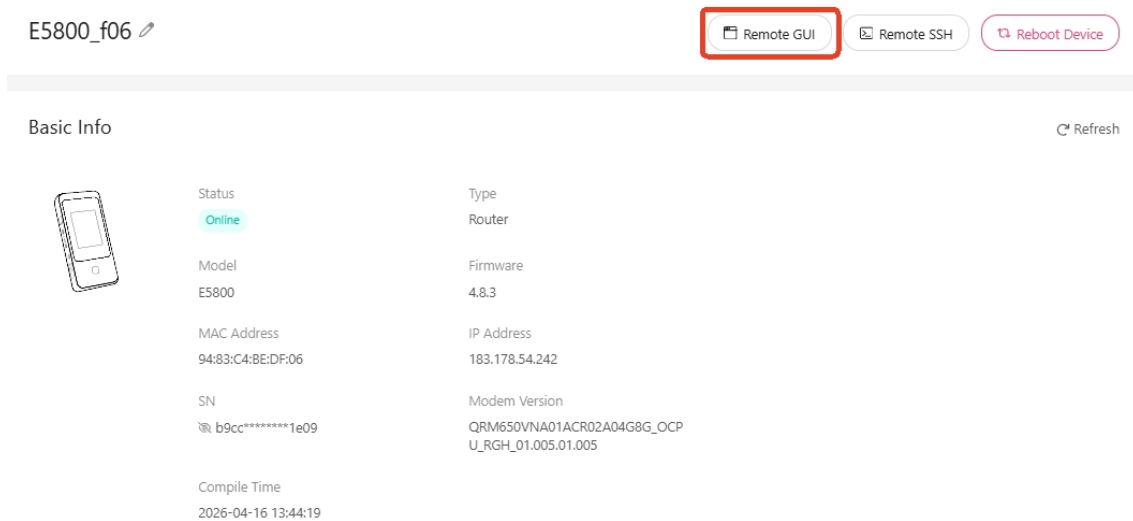 E5800_f06
Remote GUI
Remote SSH
Reboot Device
Basic Info
Refresh
Status
Type
Online
Router
Model
Firmware
E5800
4.8.3
MAC Address
IP Address
94:83:C4:BE:DF:06
183.178.54.242
SN
Modem Version
b9cc********1e09
QRM650VNA01ACR02A04G8G_OCP
U_RGH_01.005.01.005
Compile Time
2026-04-16 13:44:19